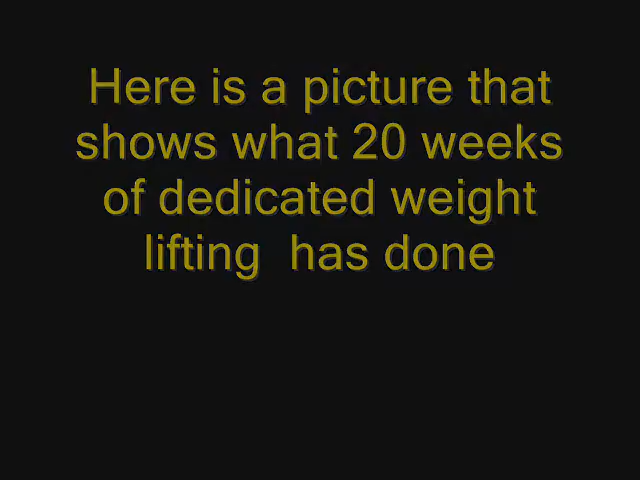 Here is a picture that
shows what 20 weeks
of dedicated weight
lifting  has done